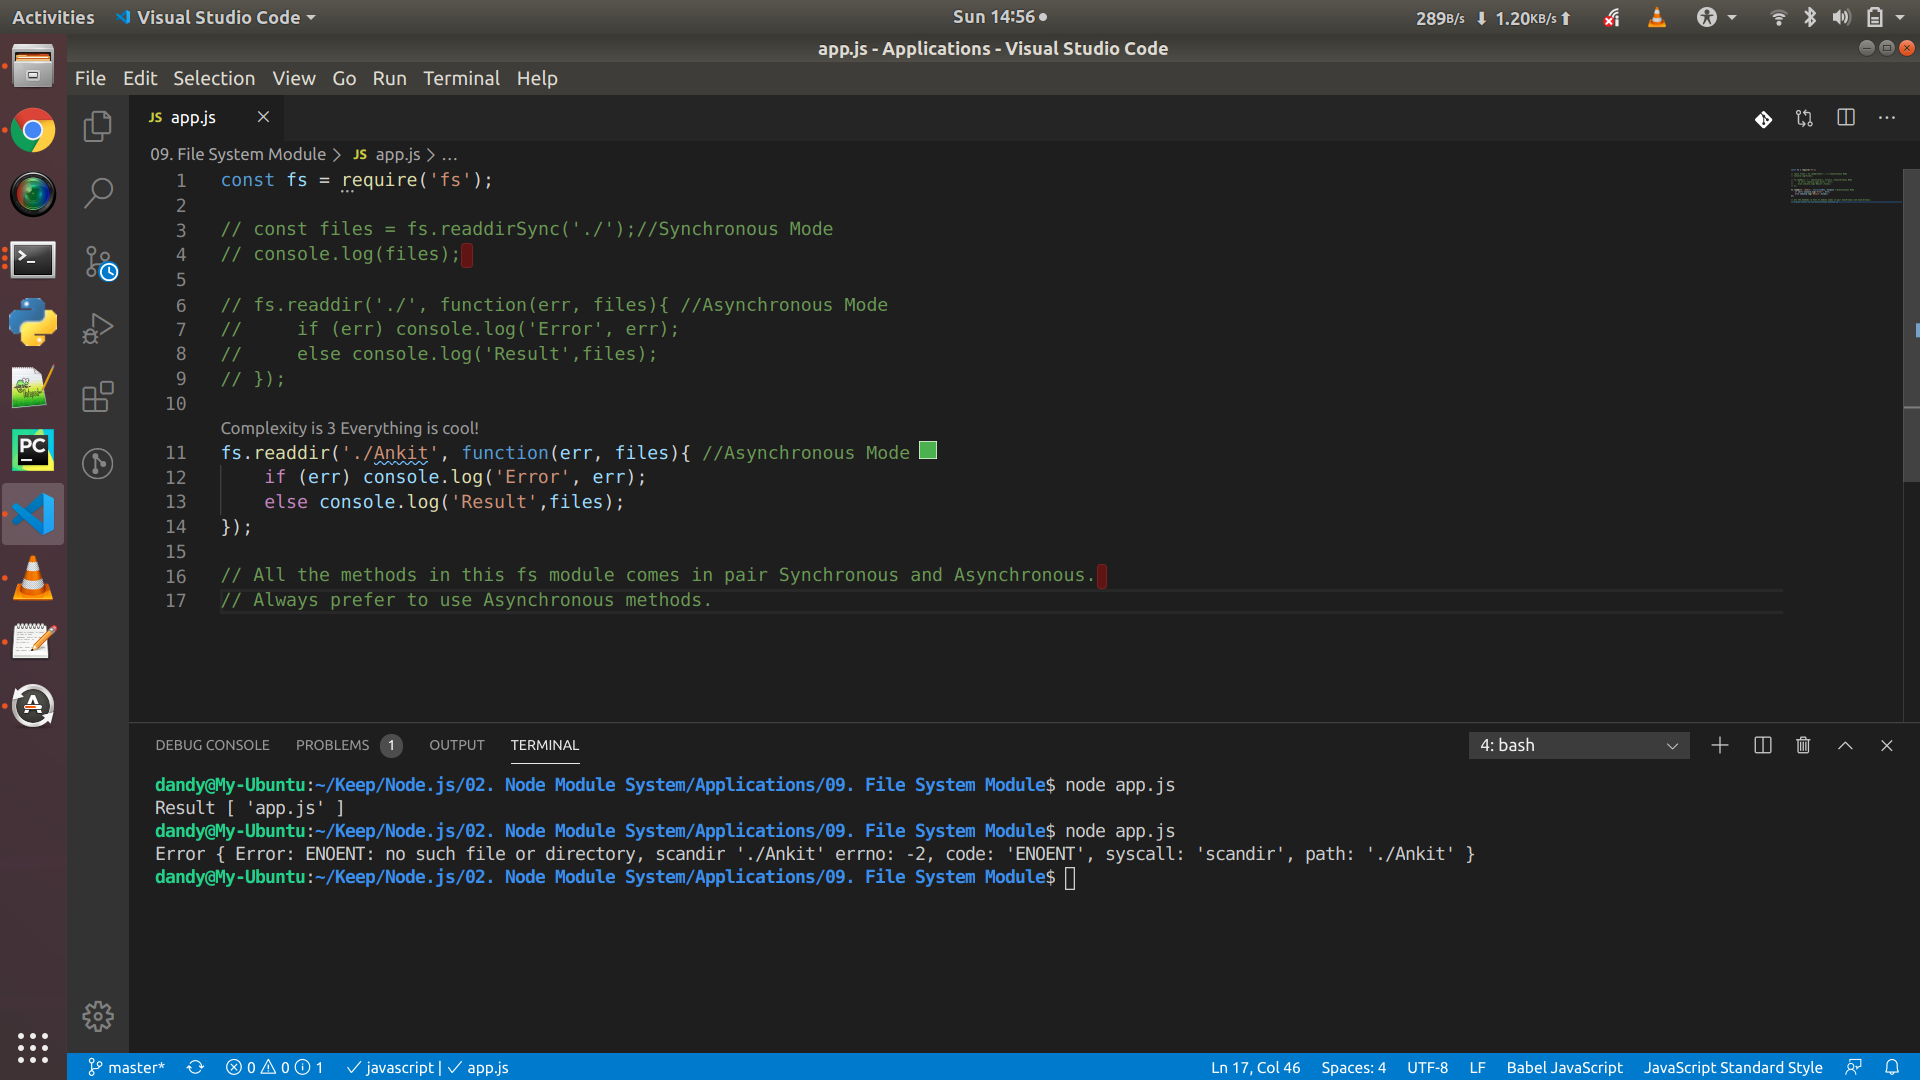 Activities Visual Studio Code Sun 14:56 289B/s 1.20KB/s
app.js - Applications - Visual Studio Code
File Edit Selection View Go Run Terminal Help
JS app.js
09. File System Module > JS app.js > ...
1 const fs = require('fs');
2
3 // const files = fs.readdirSync('./');//Synchronous Mode
4 // console.log(files);
5
6 // fs.readdir('./', function(err, files){ //Asynchronous Mode
7 //     if (err) console.log('Error', err);
8 //     else console.log('Result',files);
9 // });
10
Complexity is 3 Everything is cool!
11 fs.readdir('./Ankit', function(err, files){ //Asynchronous Mode
12     if (err) console.log('Error', err);
13     else console.log('Result',files);
14 });
15
16 // All the methods in this fs module comes in pair Synchronous and Asynchronous.
17 // Always prefer to use Asynchronous methods.
DEBUG CONSOLE PROBLEMS 1 OUTPUT TERMINAL 4: bash
dandy@My-Ubuntu:~/Keep/Node.js/02. Node Module System/Applications/09. File System Module$ node app.js
Result [ 'app.js' ]
dandy@My-Ubuntu:~/Keep/Node.js/02. Node Module System/Applications/09. File System Module$ node app.js
Error { Error: ENOENT: no such file or directory, scandir './Ankit' errno: -2, code: 'ENOENT', syscall: 'scandir', path: './Ankit' }
dandy@My-Ubuntu:~/Keep/Node.js/02. Node Module System/Applications/09. File System Module$
master* 0 0 1 javascript | app.js Ln 17, Col 46 Spaces: 4 UTF-8 LF Babel JavaScript JavaScript Standard Style